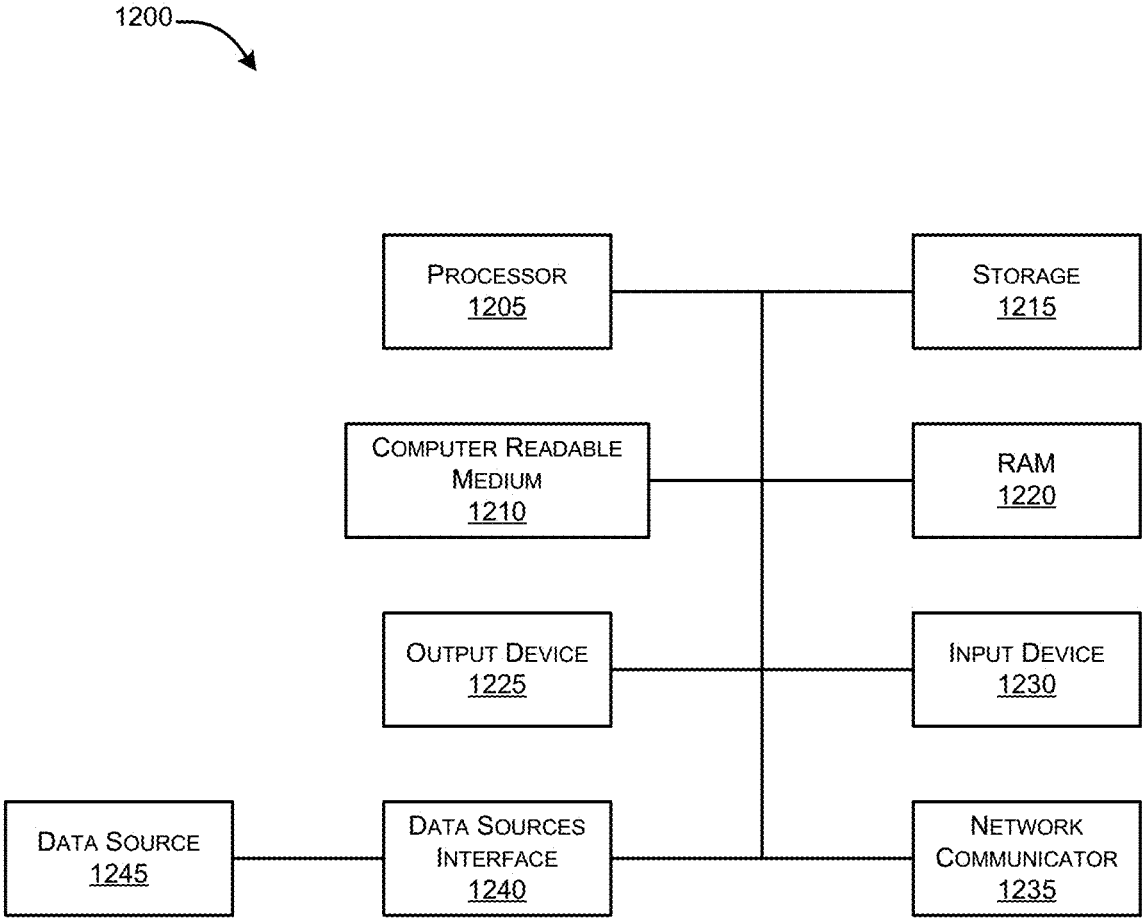 1200
PROCESSOR
1205
STORAGE
1215
COMPUTER READABLE
MEDIUM
1210
RAM
1220
OUTPUT DEVICE
1225
INPUT DEVICE
1230
DATA SOURCE
1245
DATA SOURCES
INTERFACE
1240
NETWORK
COMMUNICATOR
1235